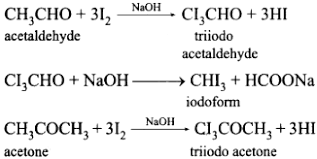 CH₃CHO + 3I₂ —NaOH→ CI₃CHO + 3HI
acetaldehyde triiodo
acetaldehyde
CI₃CHO + NaOH ⟶ CHI₃ + HCOONa
iodoform
CH₃COCH₃ + 3I₂ —NaOH→ CI₃COCH₃ + 3HI
acetone triiodo acetone